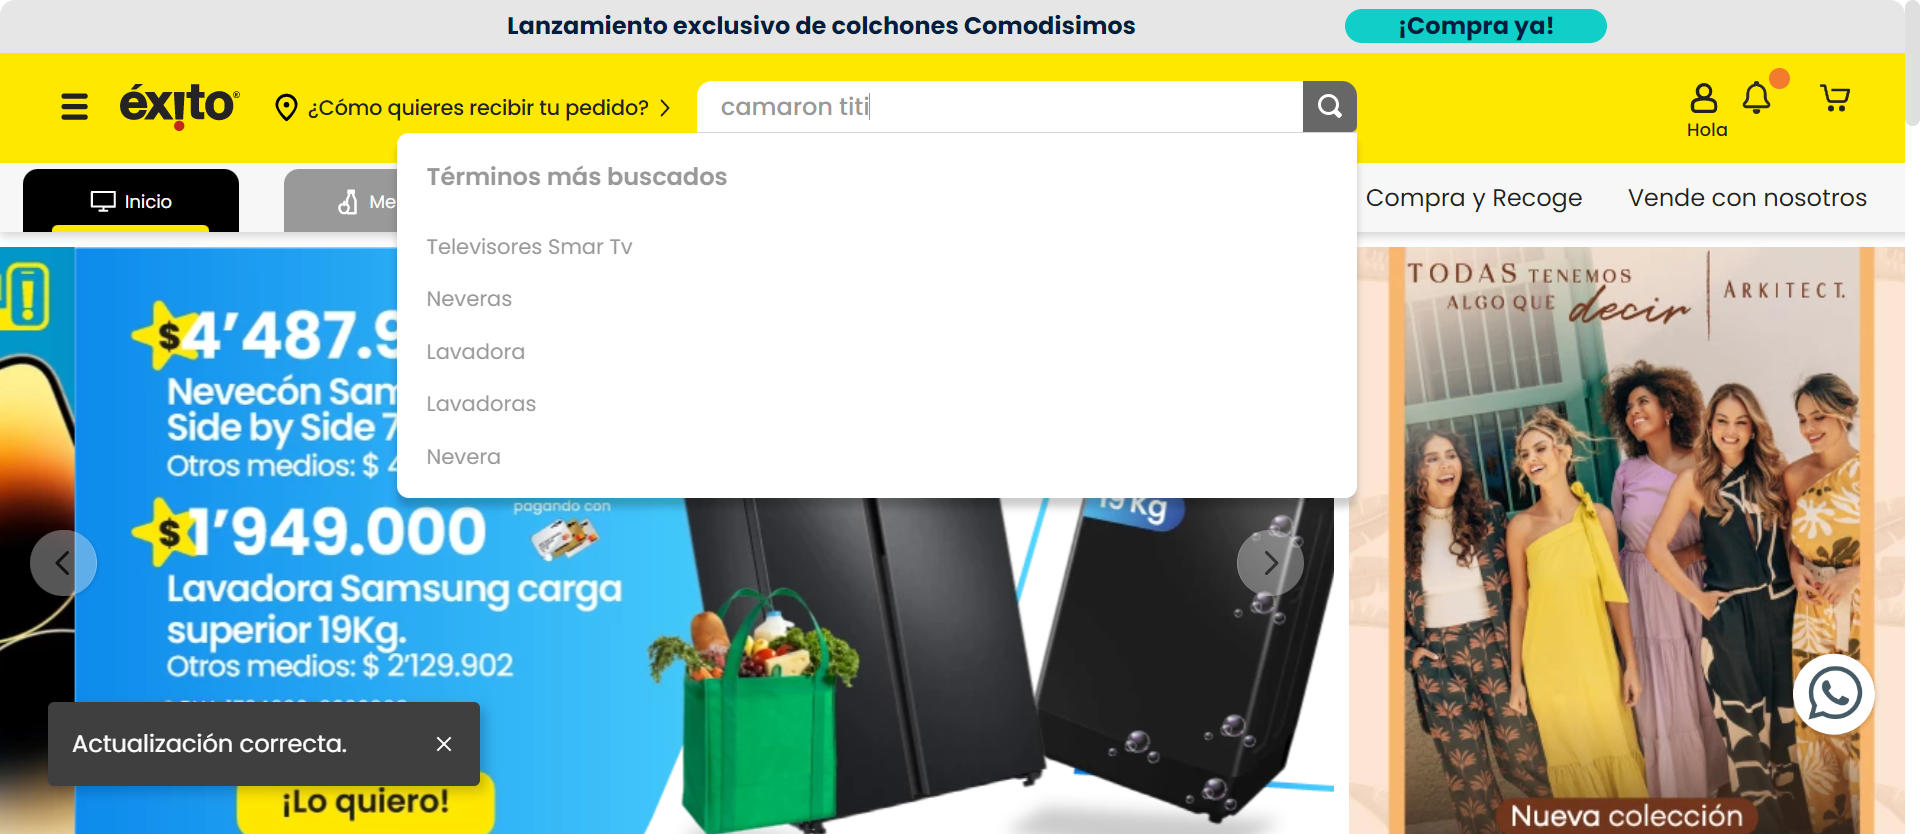 Lanzamiento exclusivo de colchones Comodisimos
¡Compra ya!
éxito®
¿Cómo quieres recibir tu pedido?
camaron titi
Hola
Términos más buscados
Televisores Smar Tv
Neveras
Lavadora
Lavadoras
Nevera
Inicio
Me
Compra y Recoge
Vende con nosotros
$4'487.9
Nevecón Sam
Side by Side 7
Otros medios: $ 4
pagando con
$1'949.000
Lavadora Samsung carga
superior 19Kg.
Otros medios: $ 2'129.902
19 Kg
Actualización correcta.
¡Lo quiero!
TODAS TENEMOS
ALGO QUE decir
ARKITECT.
Nueva colección